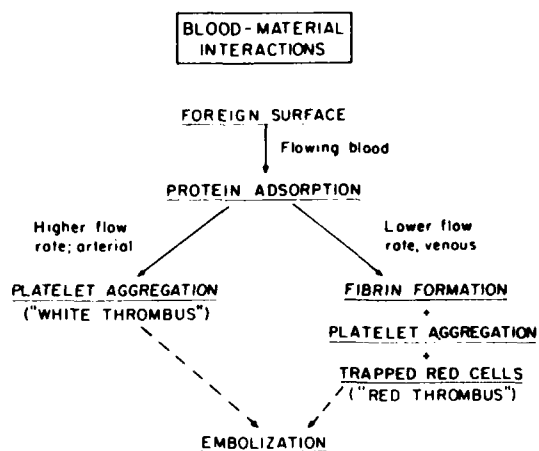 BLOOD-MATERIAL
INTERACTIONS
FOREIGN SURFACE
Flowing blood
PROTEIN ADSORPTION
Higher flow
rate; arterial
Lower flow
rate, venous
PLATELET AGGREGATION
("WHITE THROMBUS")
FIBRIN FORMATION
+
PLATELET AGGREGATION
+
TRAPPED RED CELLS
("RED THROMBUS")
EMBOLIZATION